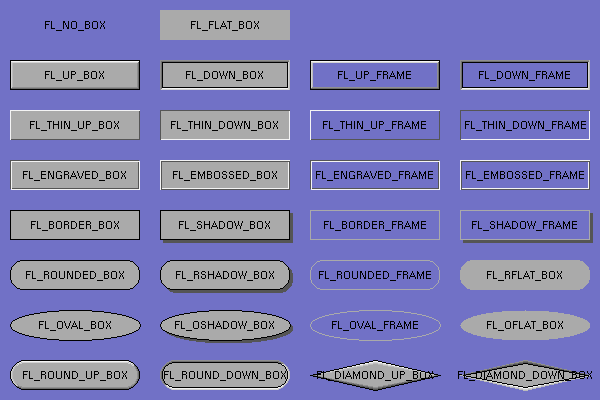 FL_NO_BOX FL_FLAT_BOX
FL_UP_BOX FL_DOWN_BOX FL_UP_FRAME FL_DOWN_FRAME
FL_THIN_UP_BOX FL_THIN_DOWN_BOX FL_THIN_UP_FRAME FL_THIN_DOWN_FRAME
FL_ENGRAVED_BOX FL_EMBOSSED_BOX FL_ENGRAVED_FRAME FL_EMBOSSED_FRAME
FL_BORDER_BOX FL_SHADOW_BOX FL_BORDER_FRAME FL_SHADOW_FRAME
FL_ROUNDED_BOX FL_RSHADOW_BOX FL_ROUNDED_FRAME FL_RFLAT_BOX
FL_OVAL_BOX FL_OSHADOW_BOX FL_OVAL_FRAME FL_OFLAT_BOX
FL_ROUND_UP_BOX FL_ROUND_DOWN_BOX FL_DIAMOND_UP_BOX FL_DIAMOND_DOWN_BOX